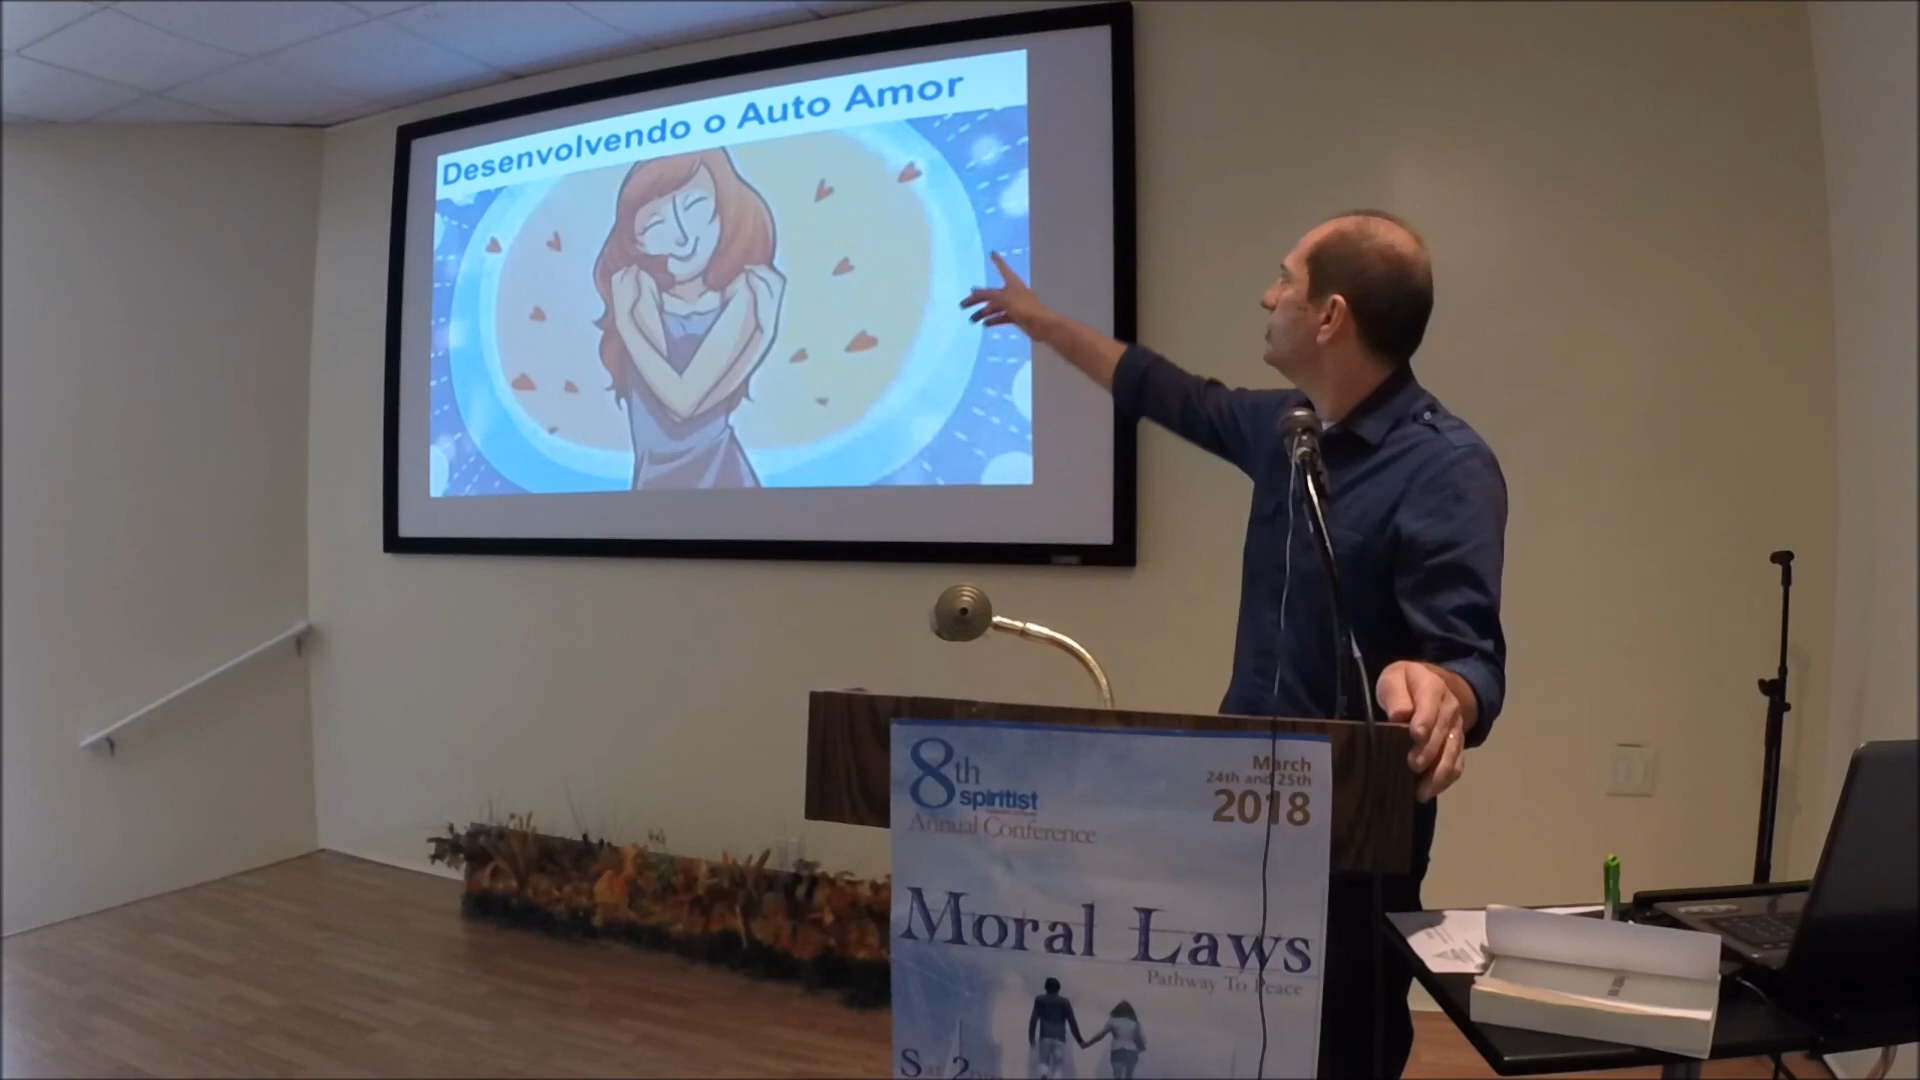 Desenvolvendo o Auto Amor
8th
spiritist
Annual Conference
March
24th and 25th
2018
Moral Laws
Pathway To Peace